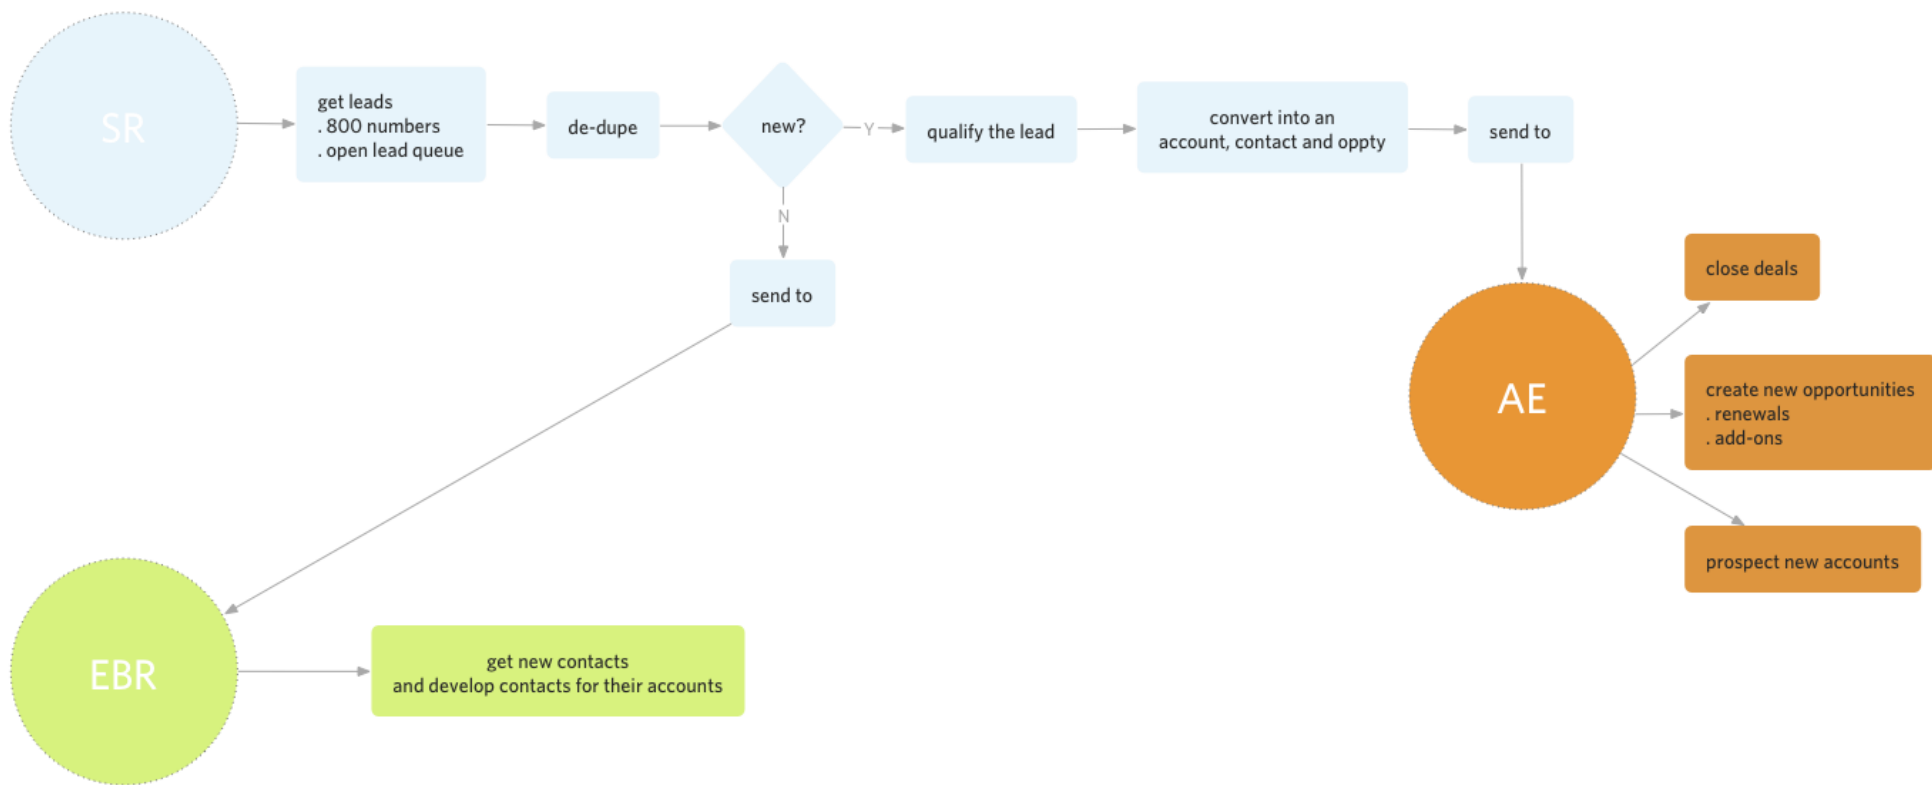 SR
get leads
. 800 numbers
. open lead queue
de-dupe
new?
Y
qualify the lead
convert into an
account, contact and oppty
send to
N
send to
close deals
AE
create new opportunities
. renewals
. add-ons
prospect new accounts
EBR
get new contacts
and develop contacts for their accounts